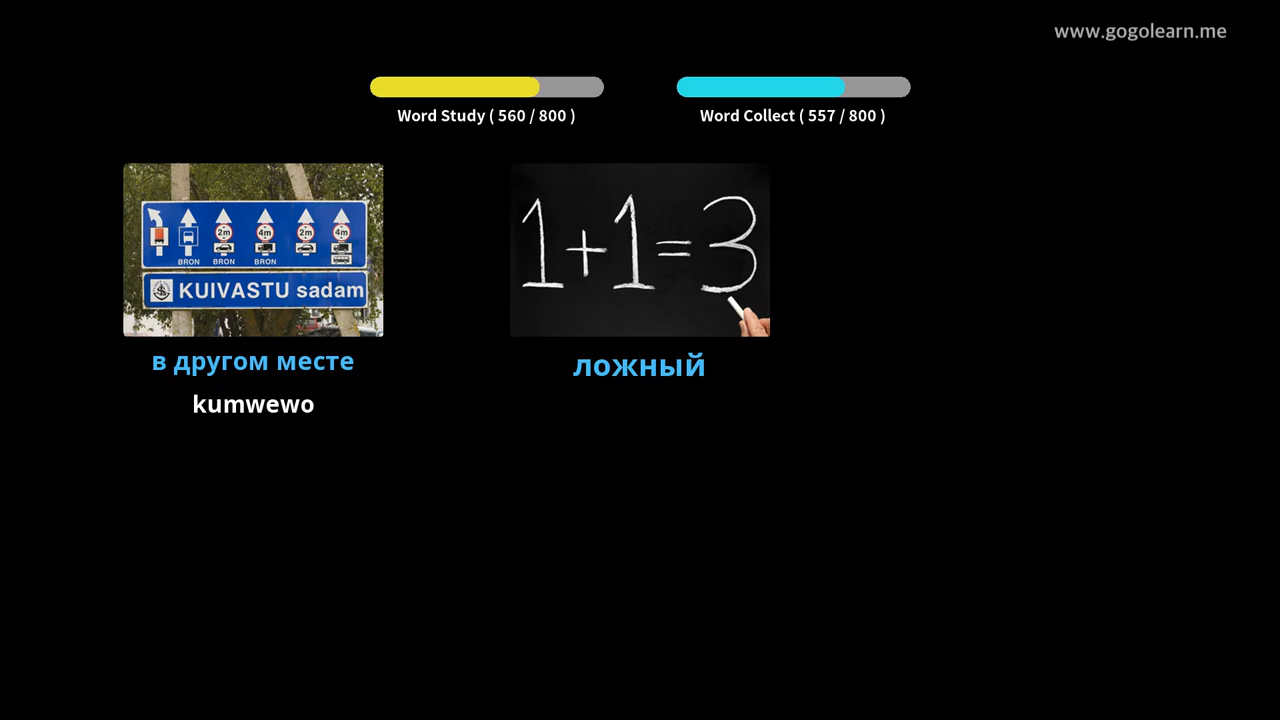 www.gogolearn.me
Word Study ( 560 / 800 )
Word Collect ( 557 / 800 )
2m 4m 2m 4m
BRON BRON BRON
KUIVASTU sadam
1+1=3
в другом месте
ложный
kumwewo